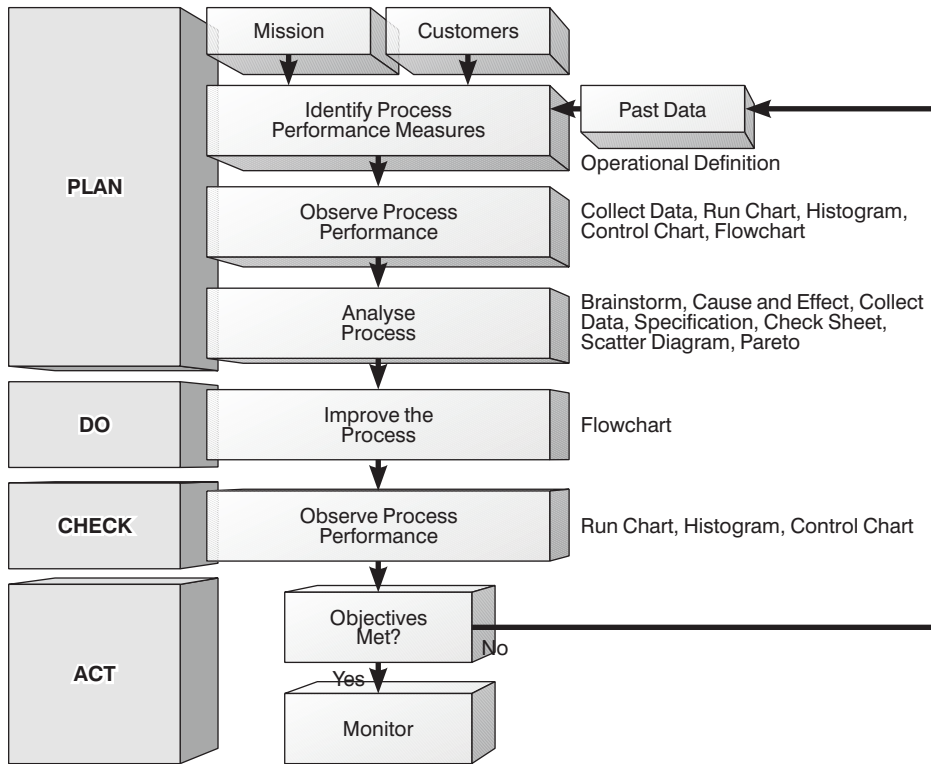 Mission
Customers
Identify Process
Performance Measures
Past Data
Operational Definition
PLAN
Observe Process
Performance
Collect Data, Run Chart, Histogram,
Control Chart, Flowchart
Analyse
Process
Brainstorm, Cause and Effect, Collect
Data, Specification, Check Sheet,
Scatter Diagram, Pareto
DO
Improve the
Process
Flowchart
CHECK
Observe Process
Performance
Run Chart, Histogram, Control Chart
ACT
Objectives
Met?
No
Yes
Monitor